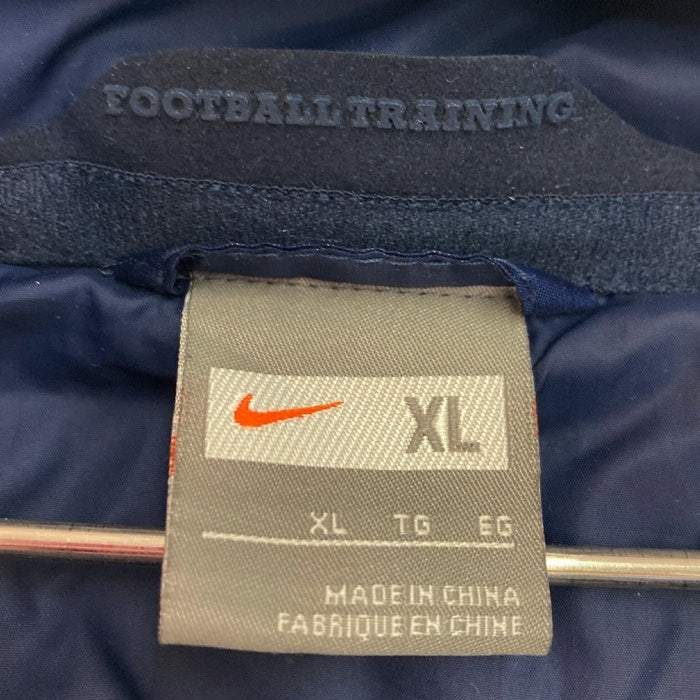 FOOTBALL TRAINING
XL
XL TG EG
MADE IN CHINA
FABRIQUE EN CHINE